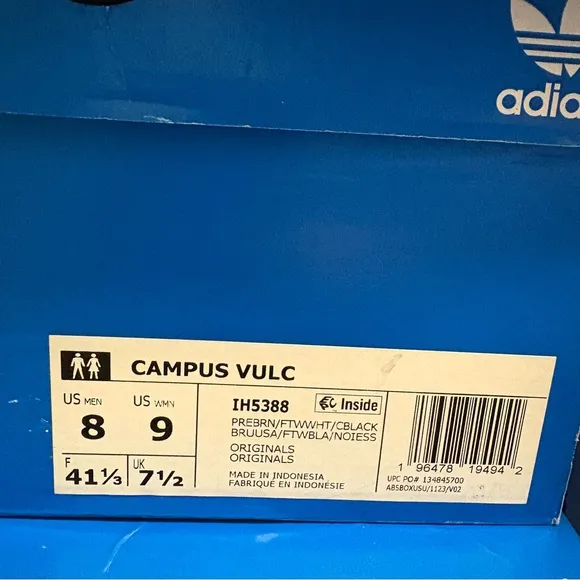 adid
CAMPUS VULC
US MEN
8
US WMN
9
F
41⅓
UK
7½
IH5388
Inside
PREBRN/FTWWHT/CBLACK
BRUUSA/FTWBLA/NOIESS
ORIGINALS
ORIGINALS
MADE IN INDONESIA
FABRIQUE EN INDONÉSIE
1 96478 19494 2
UPC PO# 134845700
ABSBOXUSU/1123/V02